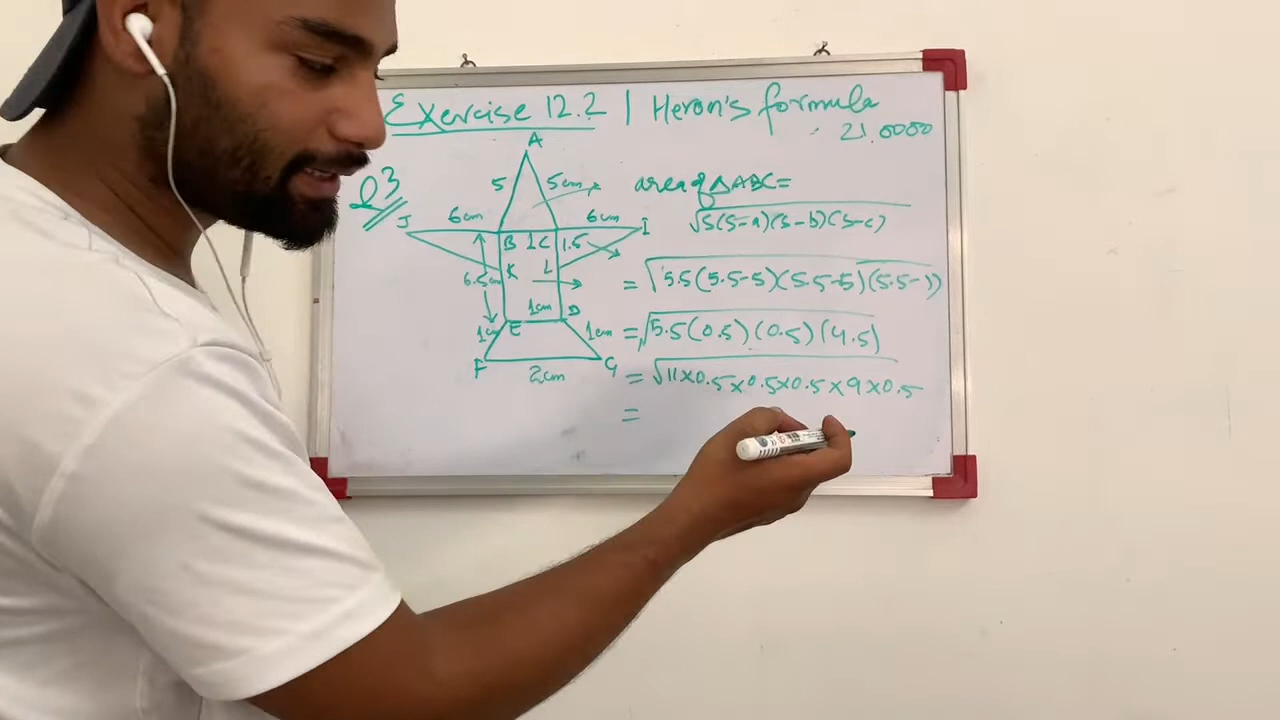 Exercise 12.2 | Heron's formula
21.0000
Q3
A
5 5cm
area of △ABC=
√s(s-a)(s-b)(s-c)
J 6cm 6cm I
B 1 C 1.5
K L
6.5cm
= √5.5(5.5-5)(5.5-5)(5.5-1)
1cm
E D
1cm 1cm
= √5.5(0.5)(0.5)(4.5)
F 2cm G
= √11×0.5×0.5×0.5×9×0.5
=